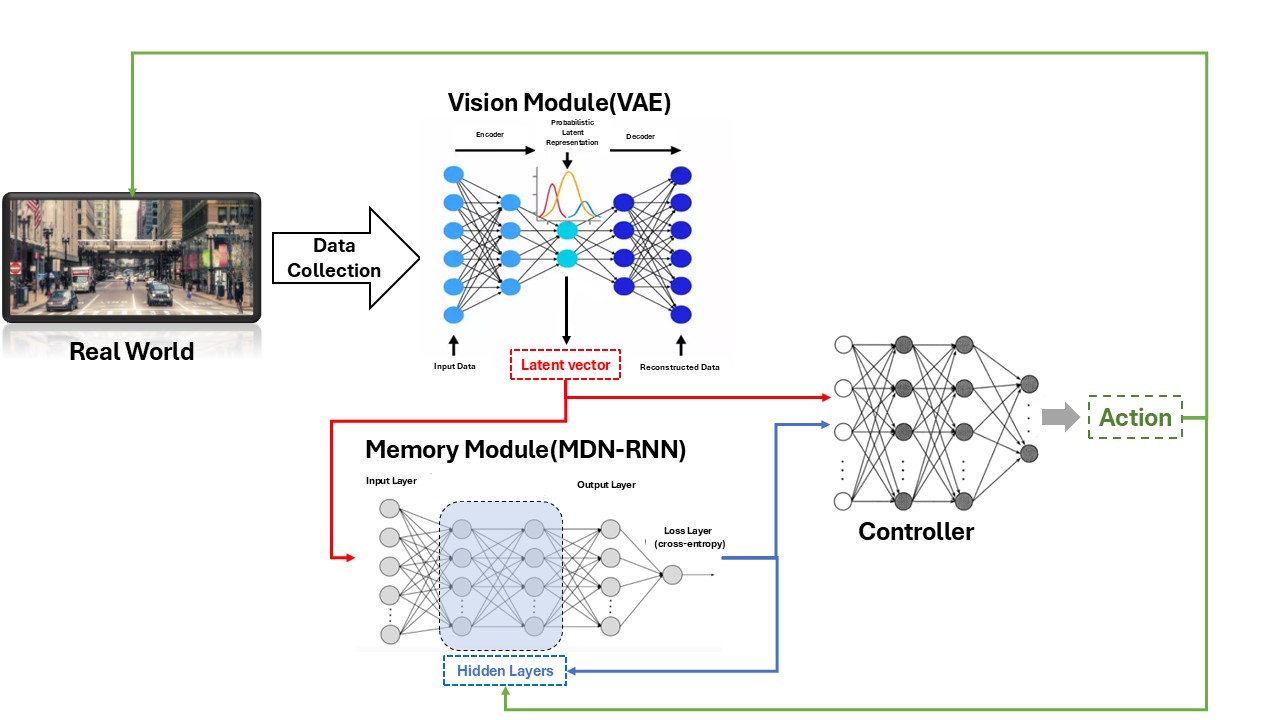 Vision Module(VAE)
Encoder
Probabilistic
Latent
Representation
Decoder
Data
Collection
Real World
Input Data
Latent vector
Reconstructed Data
Memory Module(MDN-RNN)
Input Layer
Output Layer
Loss Layer
(cross-entropy)
Hidden Layers
Controller
Action